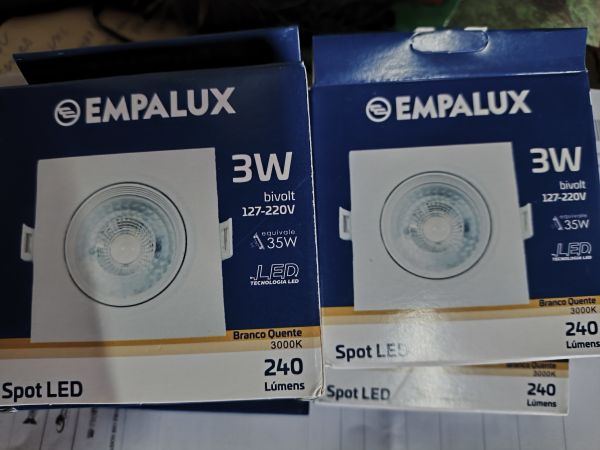 EMPALUX
3W
bivolt
127-220V
equivale
35W
LED
TECNOLOGIA LED
Branco Quente
3000K
240
Lúmens
Spot LED
EMPALUX
3W
bivolt
127-220V
equivale
35W
LED
TECNOLOGIA LED
Branco Quente
3000K
240
Lúmens
Spot LED
3000K
240
Lúmens
Spot LED